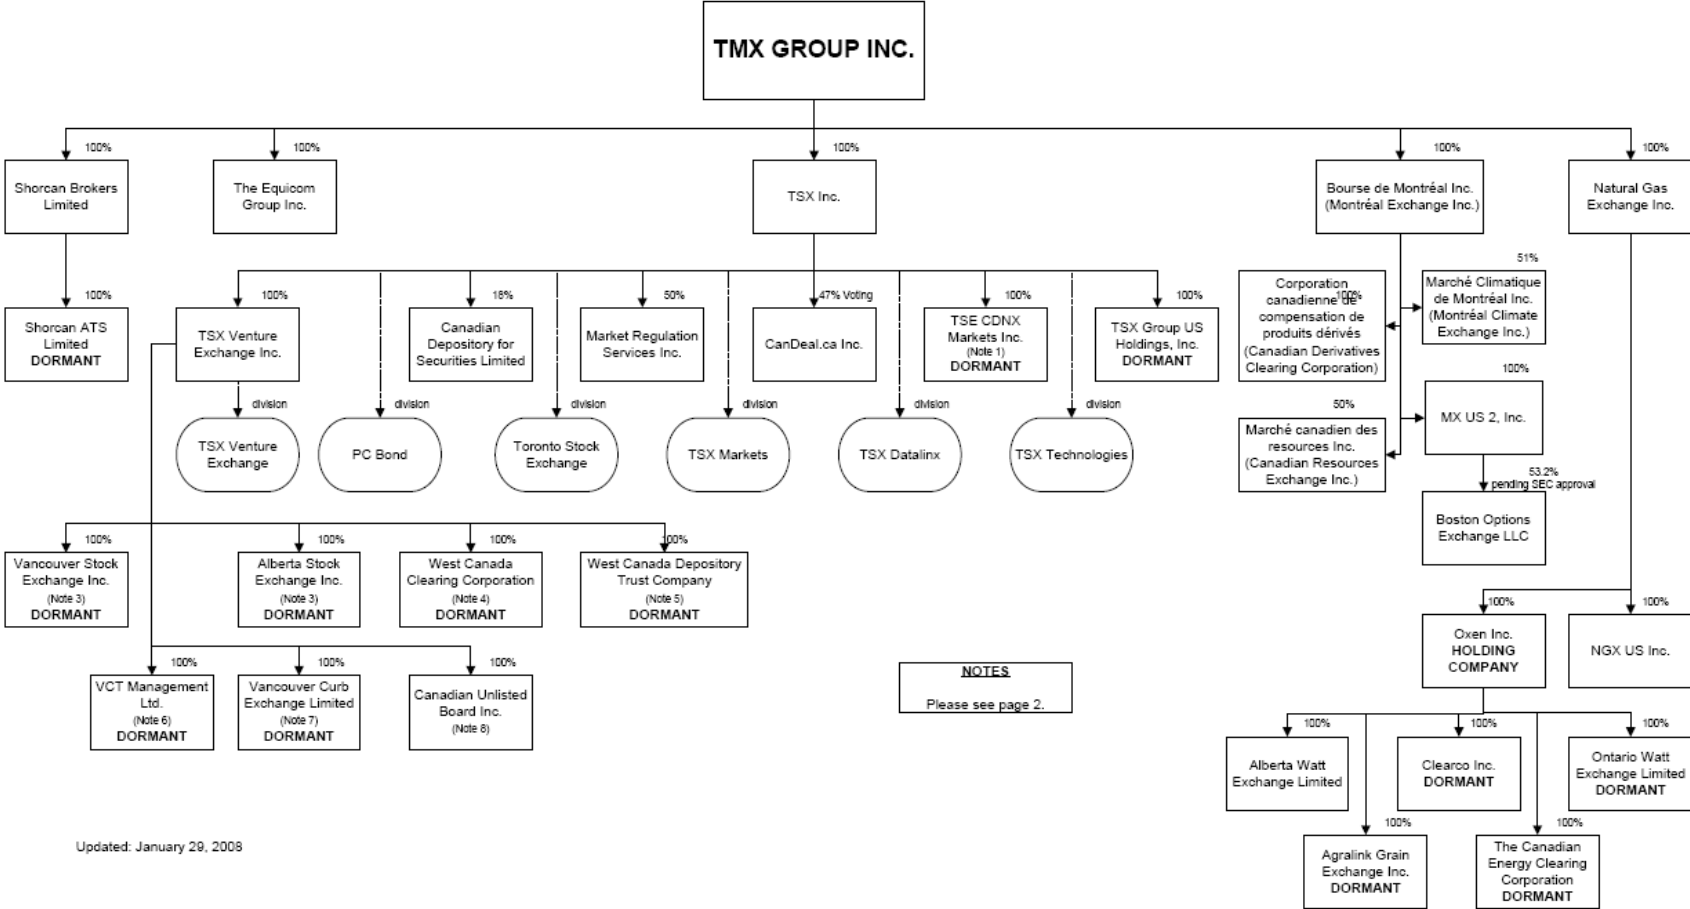 TMX GROUP INC.
100%
100%
100%
100%
100%
Shorcan Brokers
Limited
The Equicom
Group Inc.
TSX Inc.
Bourse de Montréal Inc.
(Montréal Exchange Inc.)
Natural Gas
Exchange Inc.
100%
100%
18%
50%
47% Voting
100%
100%
100%
51%
Shorcan ATS
Limited
DORMANT
TSX Venture
Exchange Inc.
Canadian
Depository for
Securities Limited
Market Regulation
Services Inc.
CanDeal.ca Inc.
TSE CDNX
Markets Inc.
(Note 1)
DORMANT
TSX Group US
Holdings, Inc.
DORMANT
Corporation
canadienne de
compensation de
produits dérivés
(Canadian Derivatives
Clearing Corporation)
Marché Climatique
de Montréal Inc.
(Montréal Climate
Exchange Inc.)
division
division
division
division
division
division
TSX Venture
Exchange
PC Bond
Toronto Stock
Exchange
TSX Markets
TSX Datalinx
TSX Technologies
50%
Marché canadien des
resources Inc.
(Canadian Resources
Exchange Inc.)
100%
MX US 2, Inc.
53.2%
pending SEC approval
Boston Options
Exchange LLC
100%
100%
100%
100%
Vancouver Stock
Exchange Inc.
(Note 3)
DORMANT
Alberta Stock
Exchange Inc.
(Note 3)
DORMANT
West Canada
Clearing Corporation
(Note 4)
DORMANT
West Canada Depository
Trust Company
(Note 5)
DORMANT
100%
100%
100%
VCT Management
Ltd.
(Note 6)
DORMANT
Vancouver Curb
Exchange Limited
(Note 7)
DORMANT
Canadian Unlisted
Board Inc.
(Note 8)
NOTES
Please see page 2.
100%
100%
Oxen Inc.
HOLDING
COMPANY
NGX US Inc.
100%
100%
100%
Alberta Watt
Exchange Limited
Clearco Inc.
DORMANT
Ontario Watt
Exchange Limited
DORMANT
100%
100%
Agralink Grain
Exchange Inc.
DORMANT
The Canadian
Energy Clearing
Corporation
DORMANT
Updated: January 29, 2008